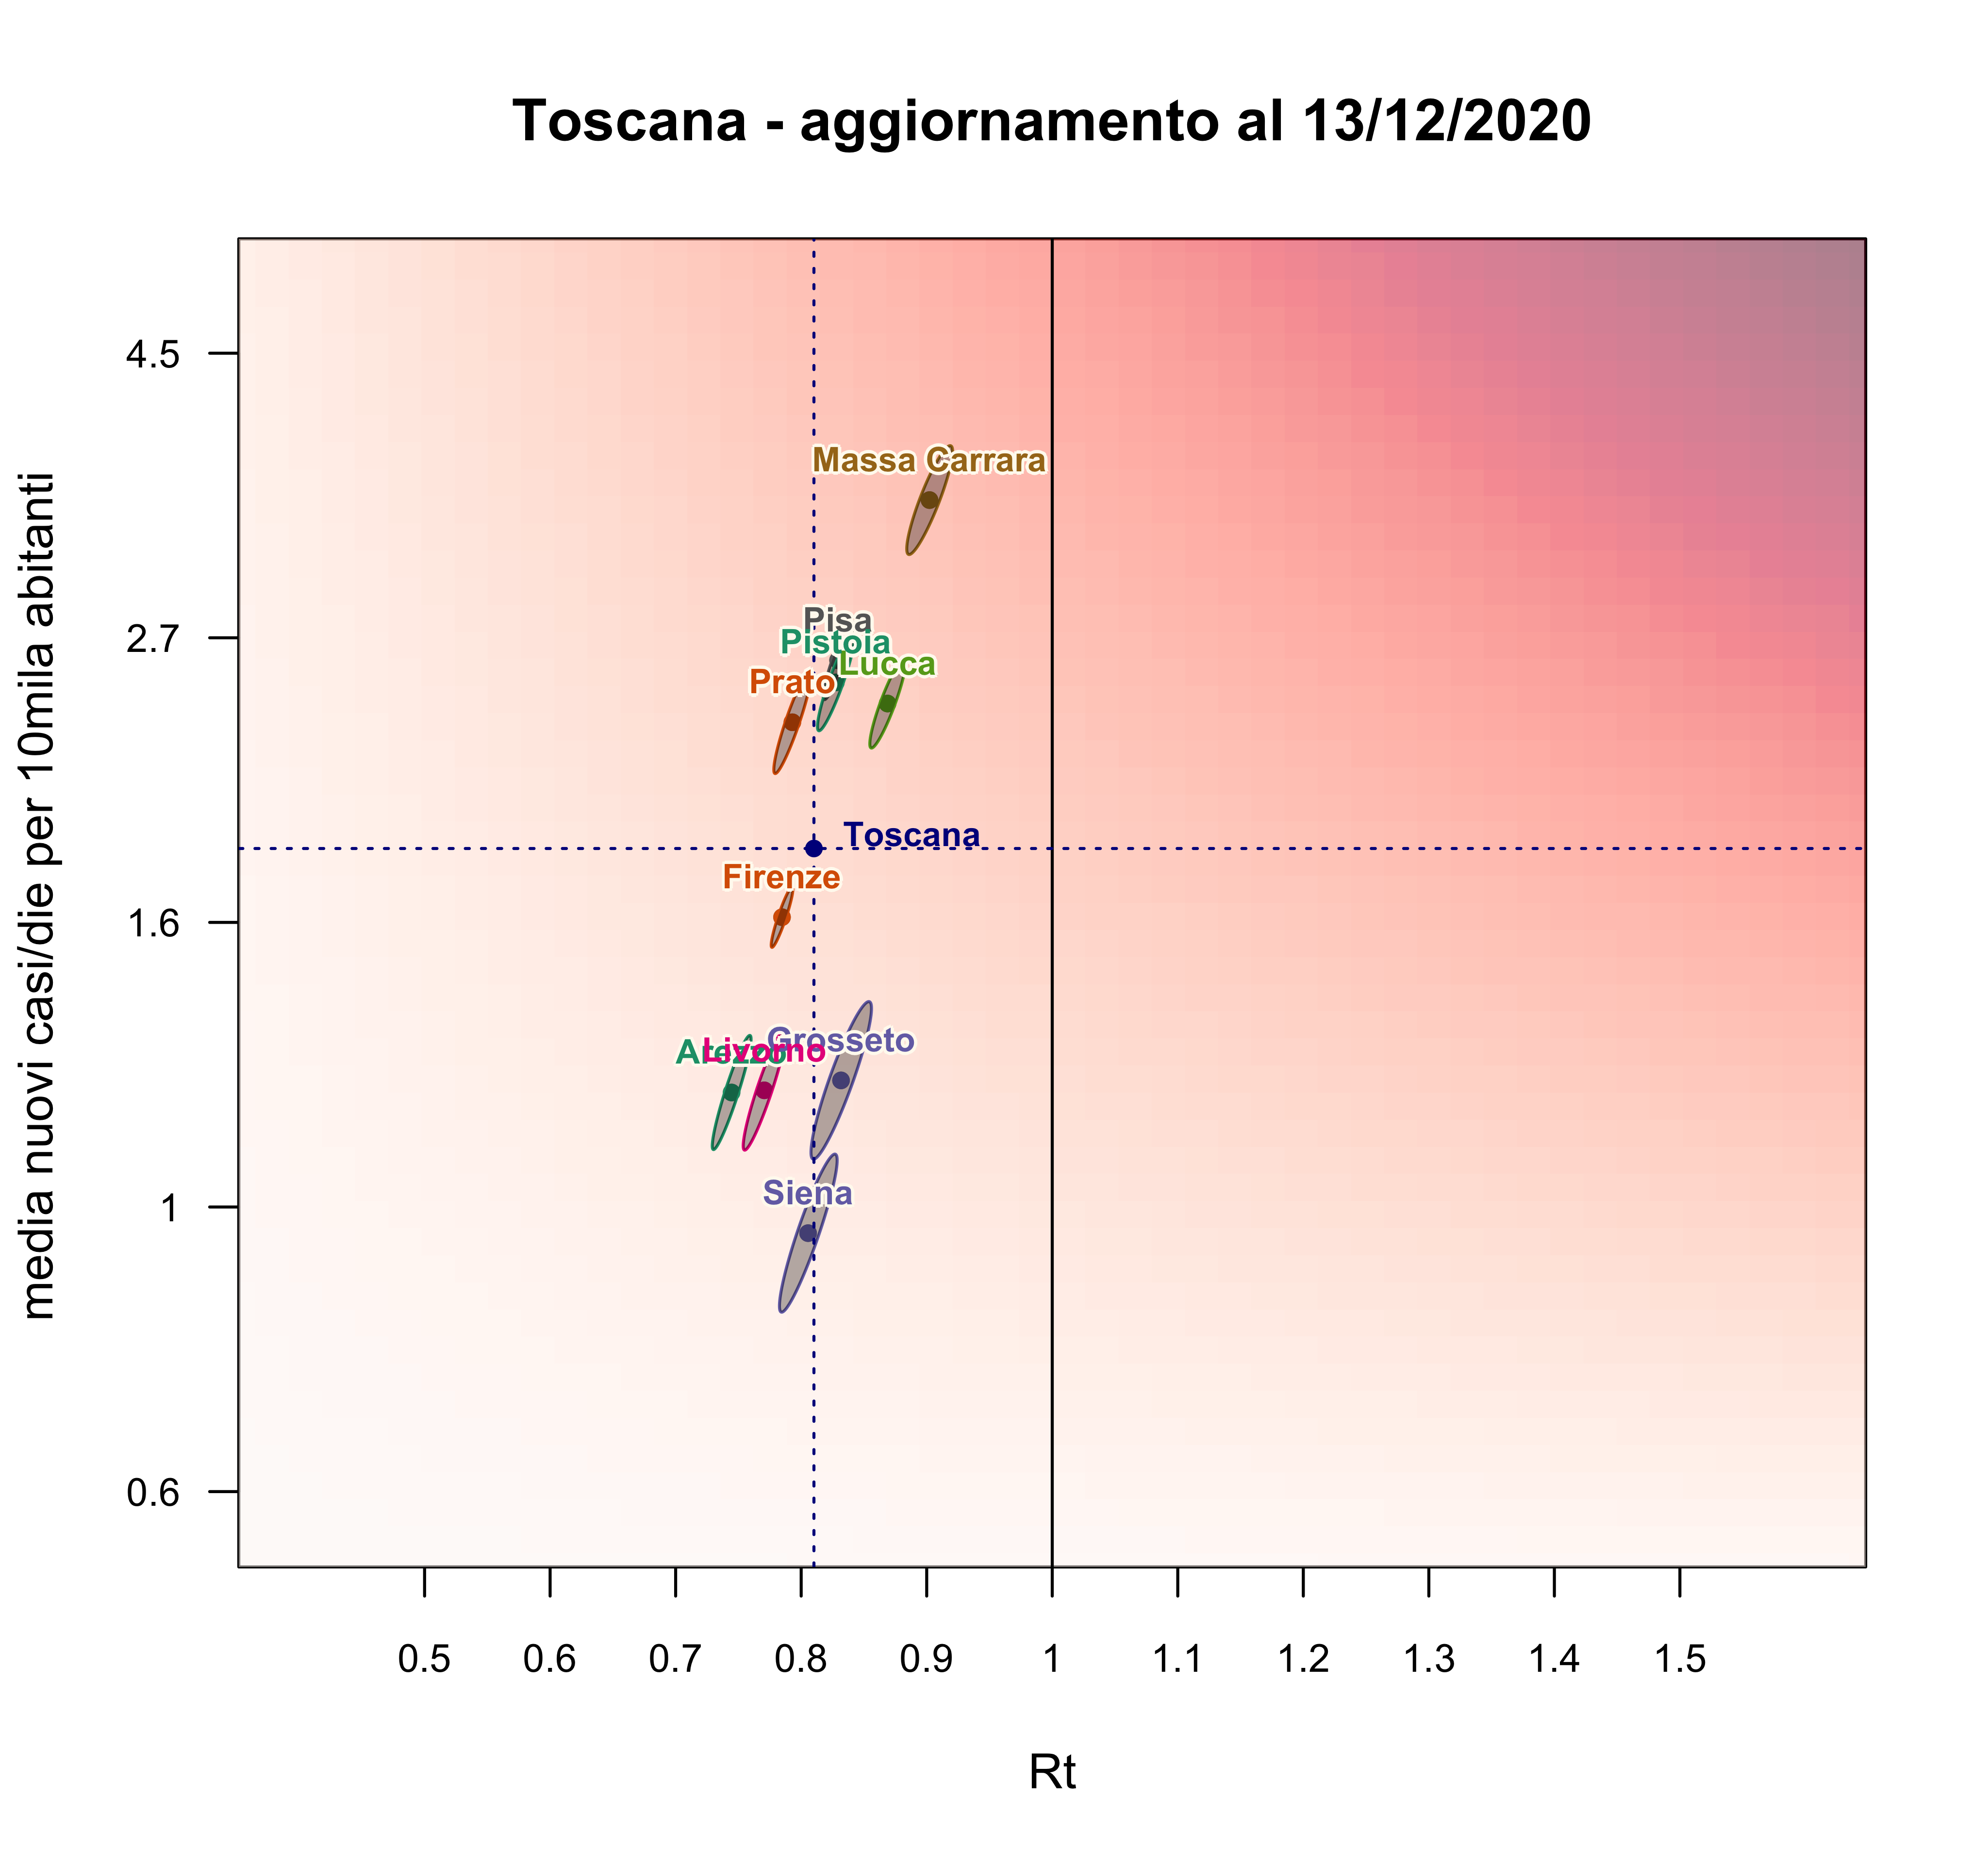 Toscana - aggiornamento al 13/12/2020
media nuovi casi/die per 10mila abitanti
4.5
2.7
1.6
1
0.6
Massa Carrara
Pisa
Pistoia
Lucca
Prato
Toscana
Firenze
Grosseto
Arezzo
Livorno
Siena
0.5 0.6 0.7 0.8 0.9 1 1.1 1.2 1.3 1.4 1.5
Rt